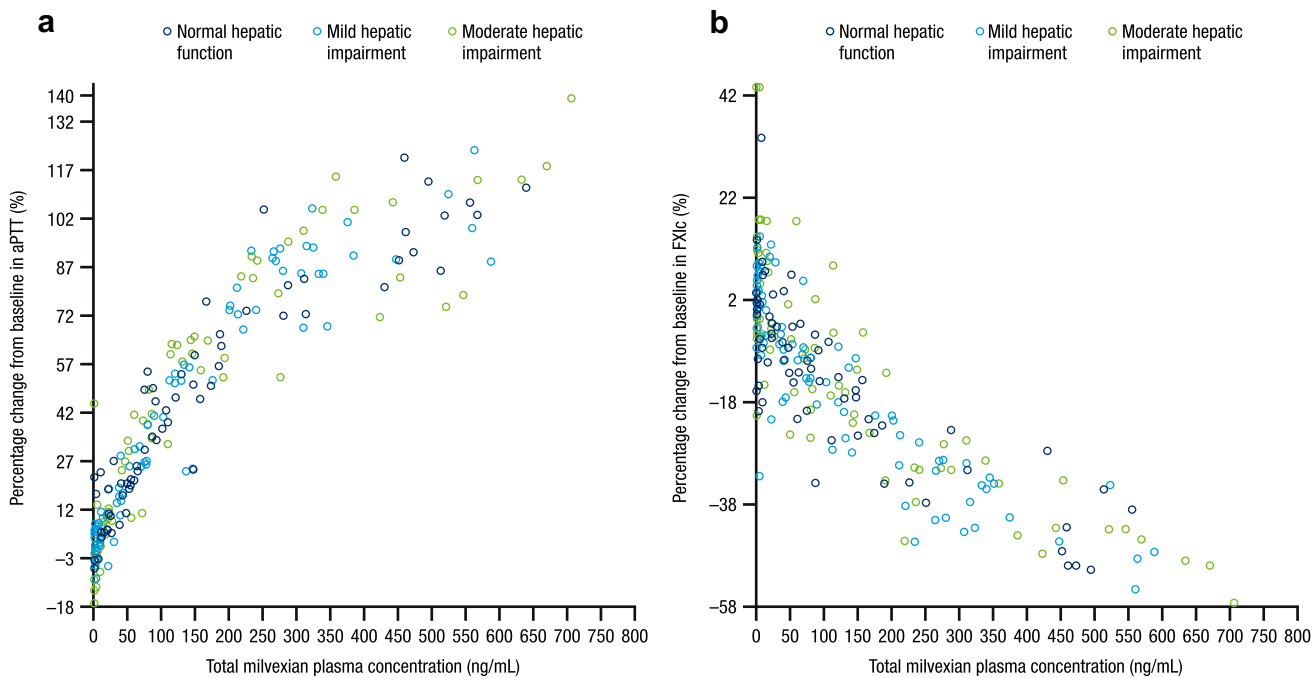 a
Normal hepatic
function
Mild hepatic
impairment
Moderate hepatic
impairment
Percentage change from baseline in aPTT (%)
140
132
117
102
87
72
57
42
27
12
–3
–18
0 50 100 150 200 250 300 350 400 450 500 550 600 650 700 750 800
Total milvexian plasma concentration (ng/mL)
b
Normal hepatic
function
Mild hepatic
impairment
Moderate hepatic
impairment
Percentage change from baseline in FXIc (%)
42
22
2
–18
–38
–58
0 50 100 150 200 250 300 350 400 450 500 550 600 650 700 750 800
Total milvexian plasma concentration (ng/mL)